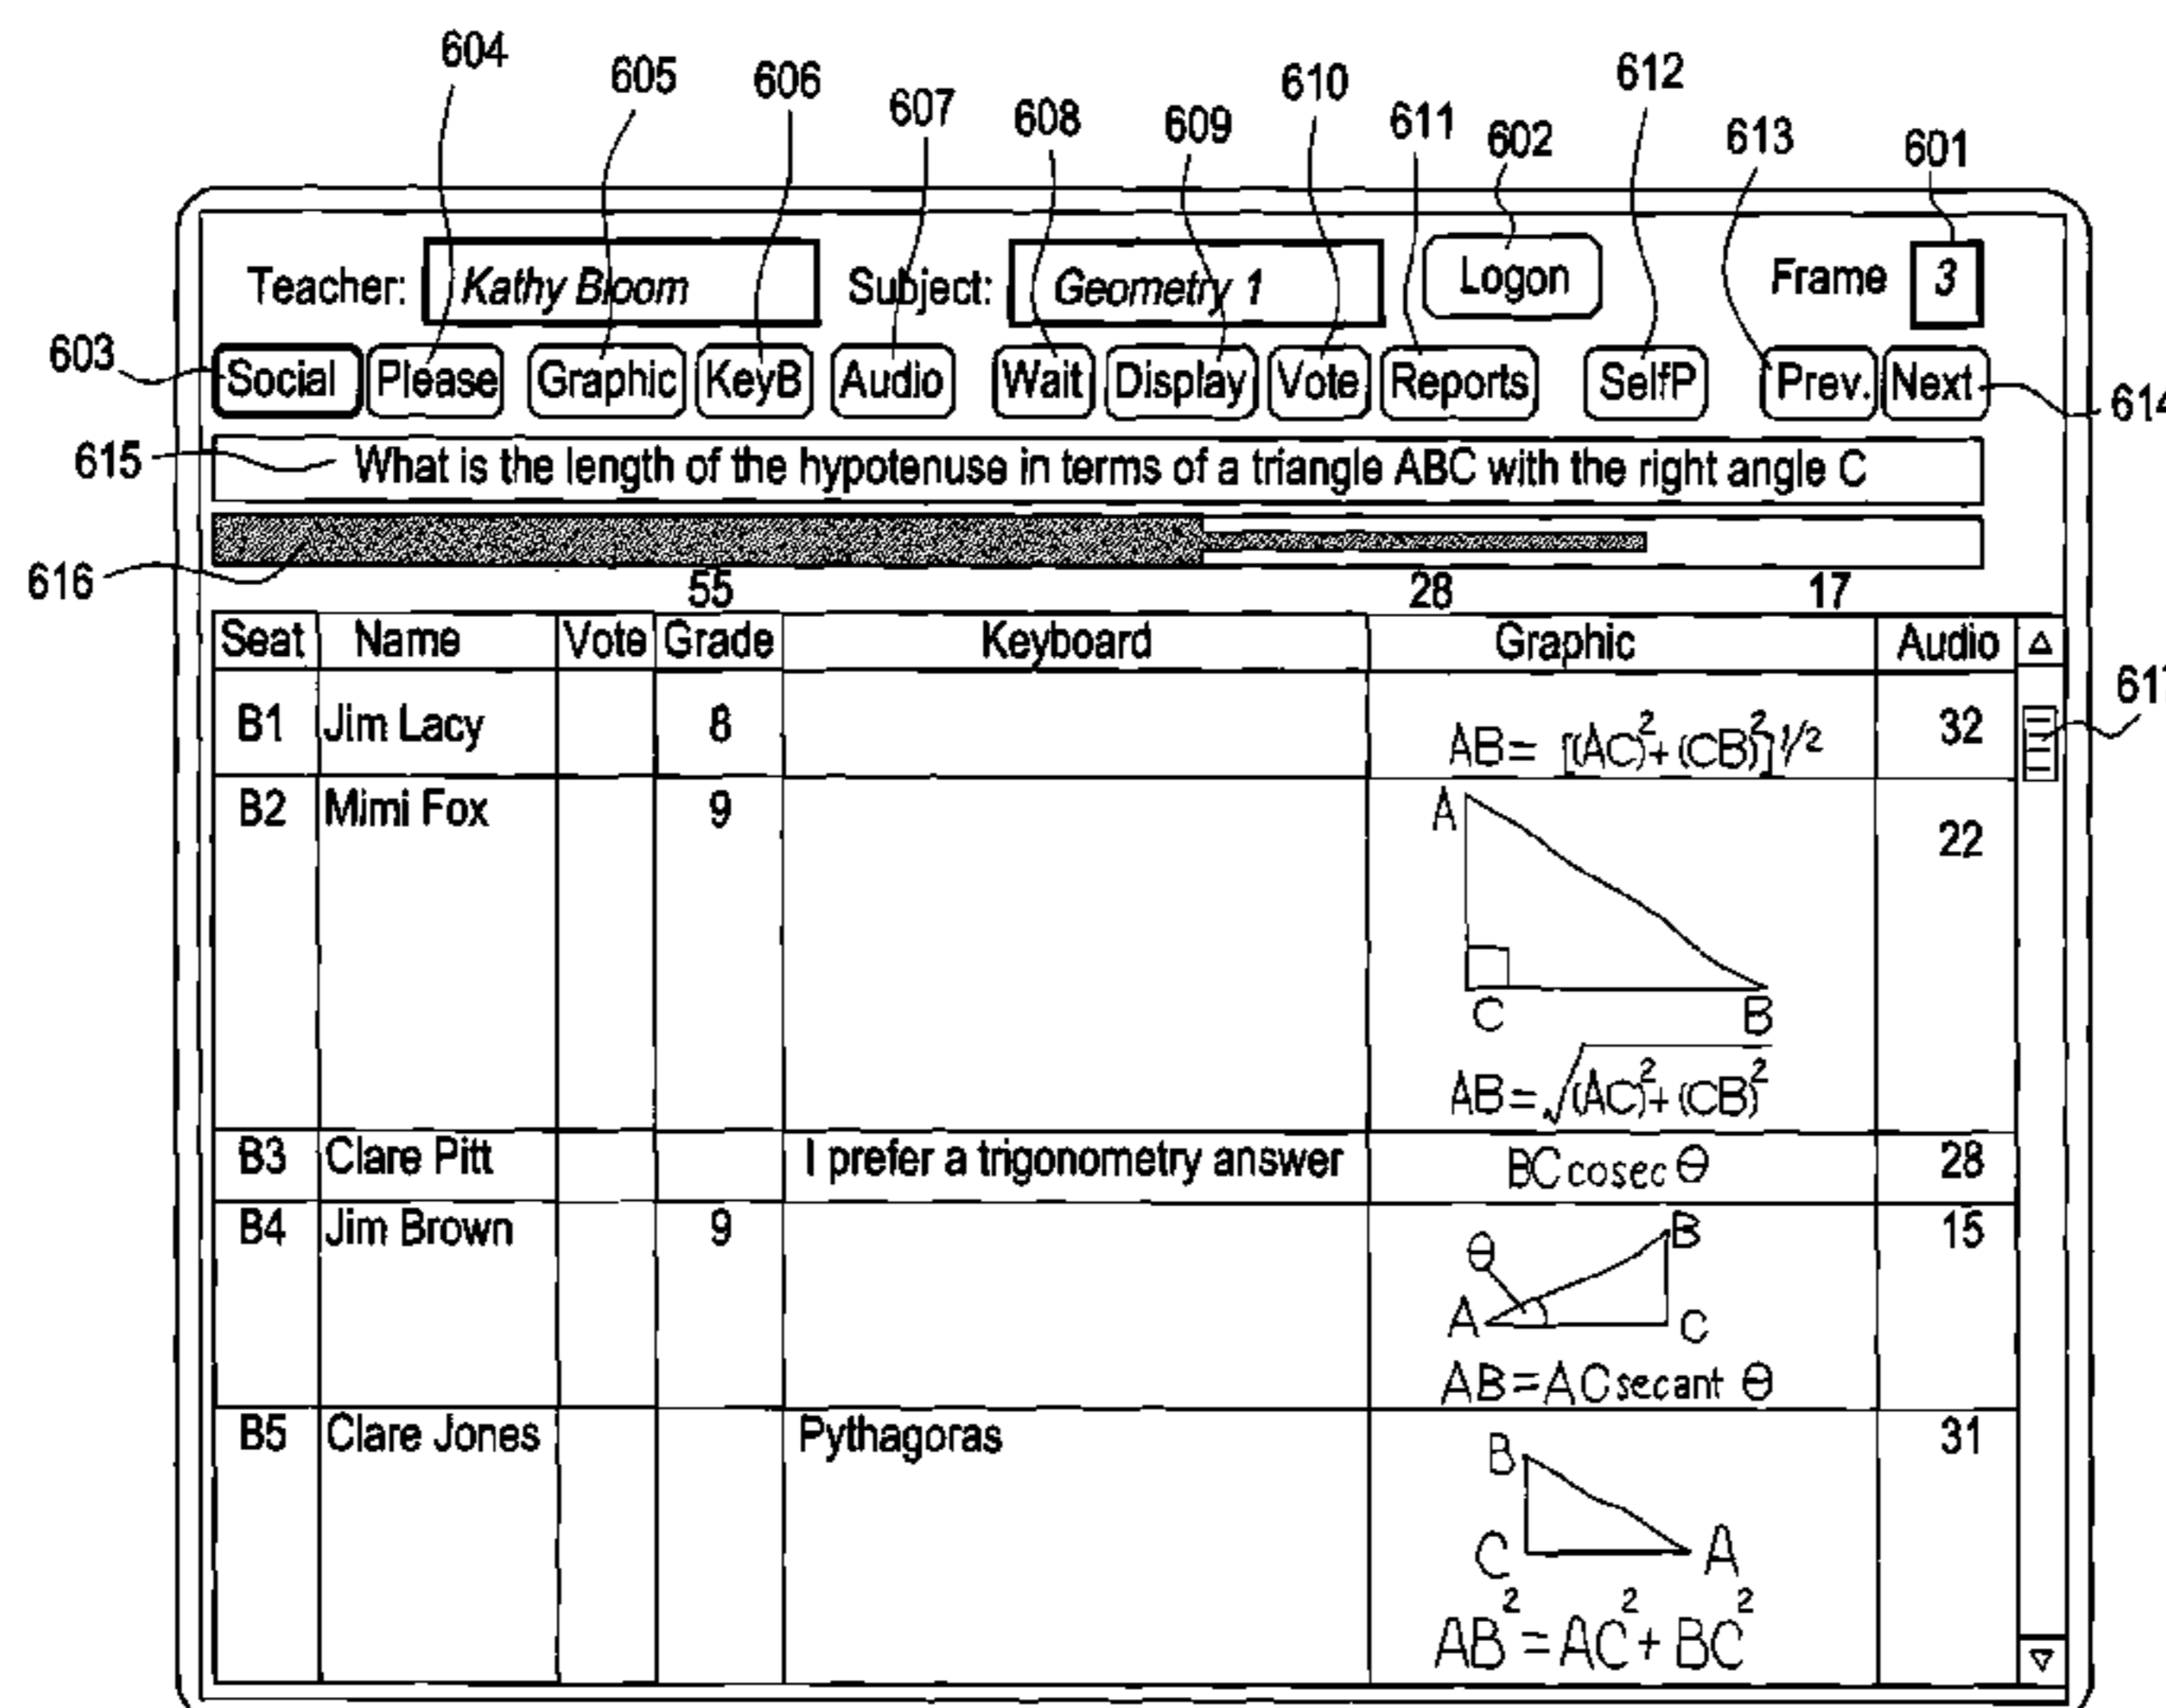 604 605 606 607 608 609 610 611 602 612 613 601
Teacher: Kathy Bloom Subject: Geometry 1 Logon Frame 3
603 Social Please Graphic KeyB Audio Wait Display Vote Reports SelfP Prev. Next 614
615 What is the length of the hypotenuse in terms of a triangle ABC with the right angle C
616
55 28 17
Seat Name Vote Grade Keyboard Graphic Audio
617
B1 Jim Lacy 8 AB = [(AC)²+(CB)²]^1/2 32
B2 Mimi Fox 9 A 22
C B
AB=√(AC)²+(CB)²
B3 Clare Pitt I prefer a trigonometry answer BC cosec θ 28
B4 Jim Brown 9 θ B 15
A C
AB=AC secant θ
B5 Clare Jones Pythagoras B 31
C A
AB²=AC²+BC²